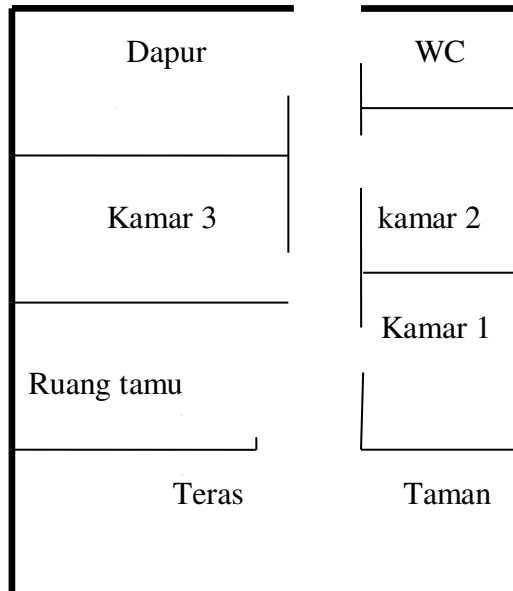 Dapur
WC
Kamar 3
kamar 2
Kamar 1
Ruang tamu
Teras
Taman